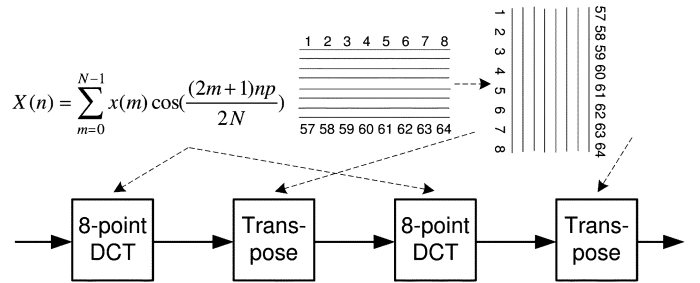 X(n) = \sum_{m=0}^{N-1} x(m) cos(\frac{(2m+1)np}{2N})
1 2 3 4 5 6 7 8
57 58 59 60 61 62 63 64
1 2 3 4 5 6 7 8
57 58 59 60 61 62 63 64
8-point
DCT
Trans-
pose
8-point
DCT
Trans-
pose